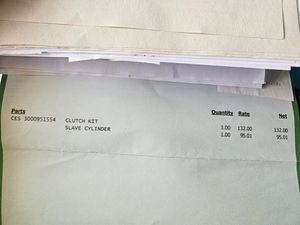 Parts Quantity Rate Net
CES 3000951554 CLUTCH KIT 1.00 132.00 132.00
SLAVE CYLINDER 1.00 95.01 95.01